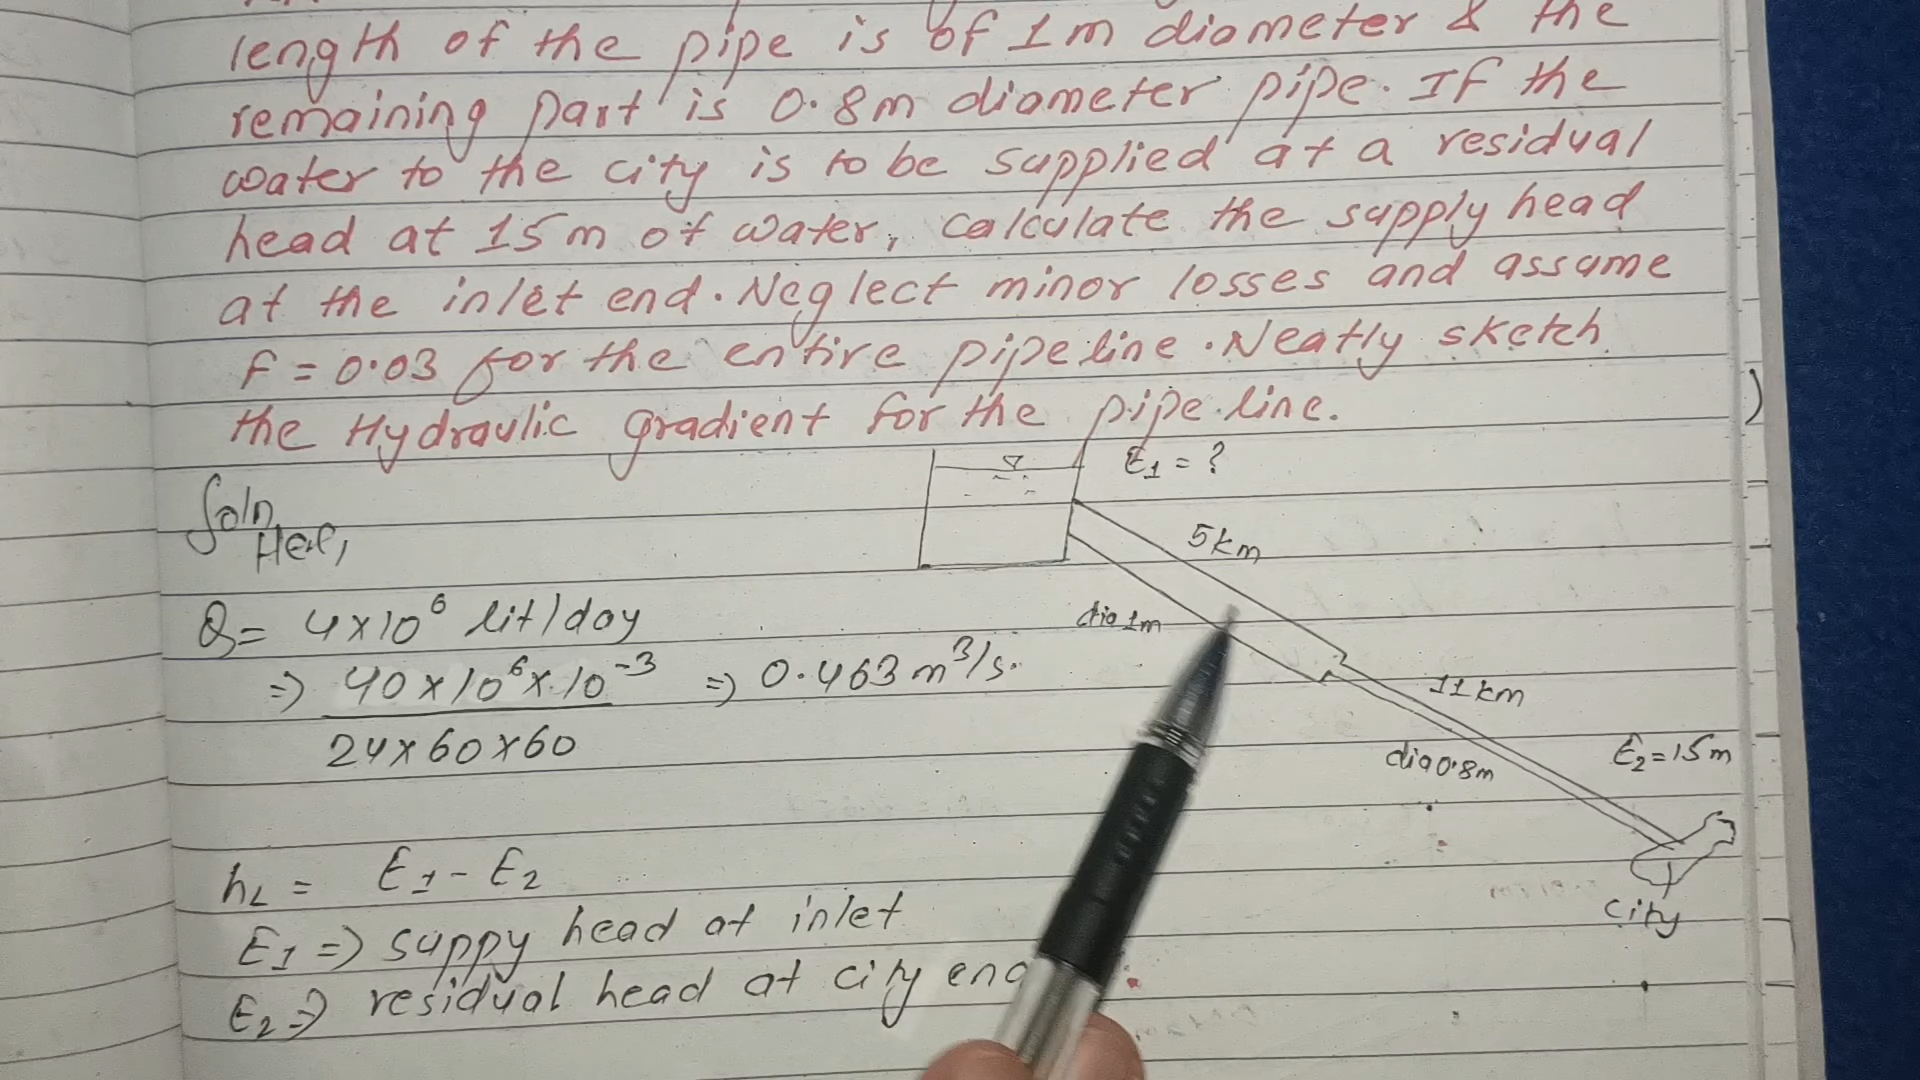 length of the pipe is of 1m diameter & the
remaining part is 0.8m diameter pipe. If the
water to the city is to be supplied at a residual
head at 15m of water, calculate the supply head
at the inlet end. Neglect minor losses and assume
f = 0.03 for the entire pipe line. Neatly sketch
the Hydraulic gradient for the pipe line.
E₁ = ?
Soln
Here,
5km
dia 1m
Q = 4×10⁶ lit/day
=> 40×10⁶×10⁻³ => 0.463 m³/s.
24×60×60
11km
dia 0.8m
E₂=15m
city
hL = E₁-E₂
E₁ => suppy head at inlet
E₂ => residual head at city end